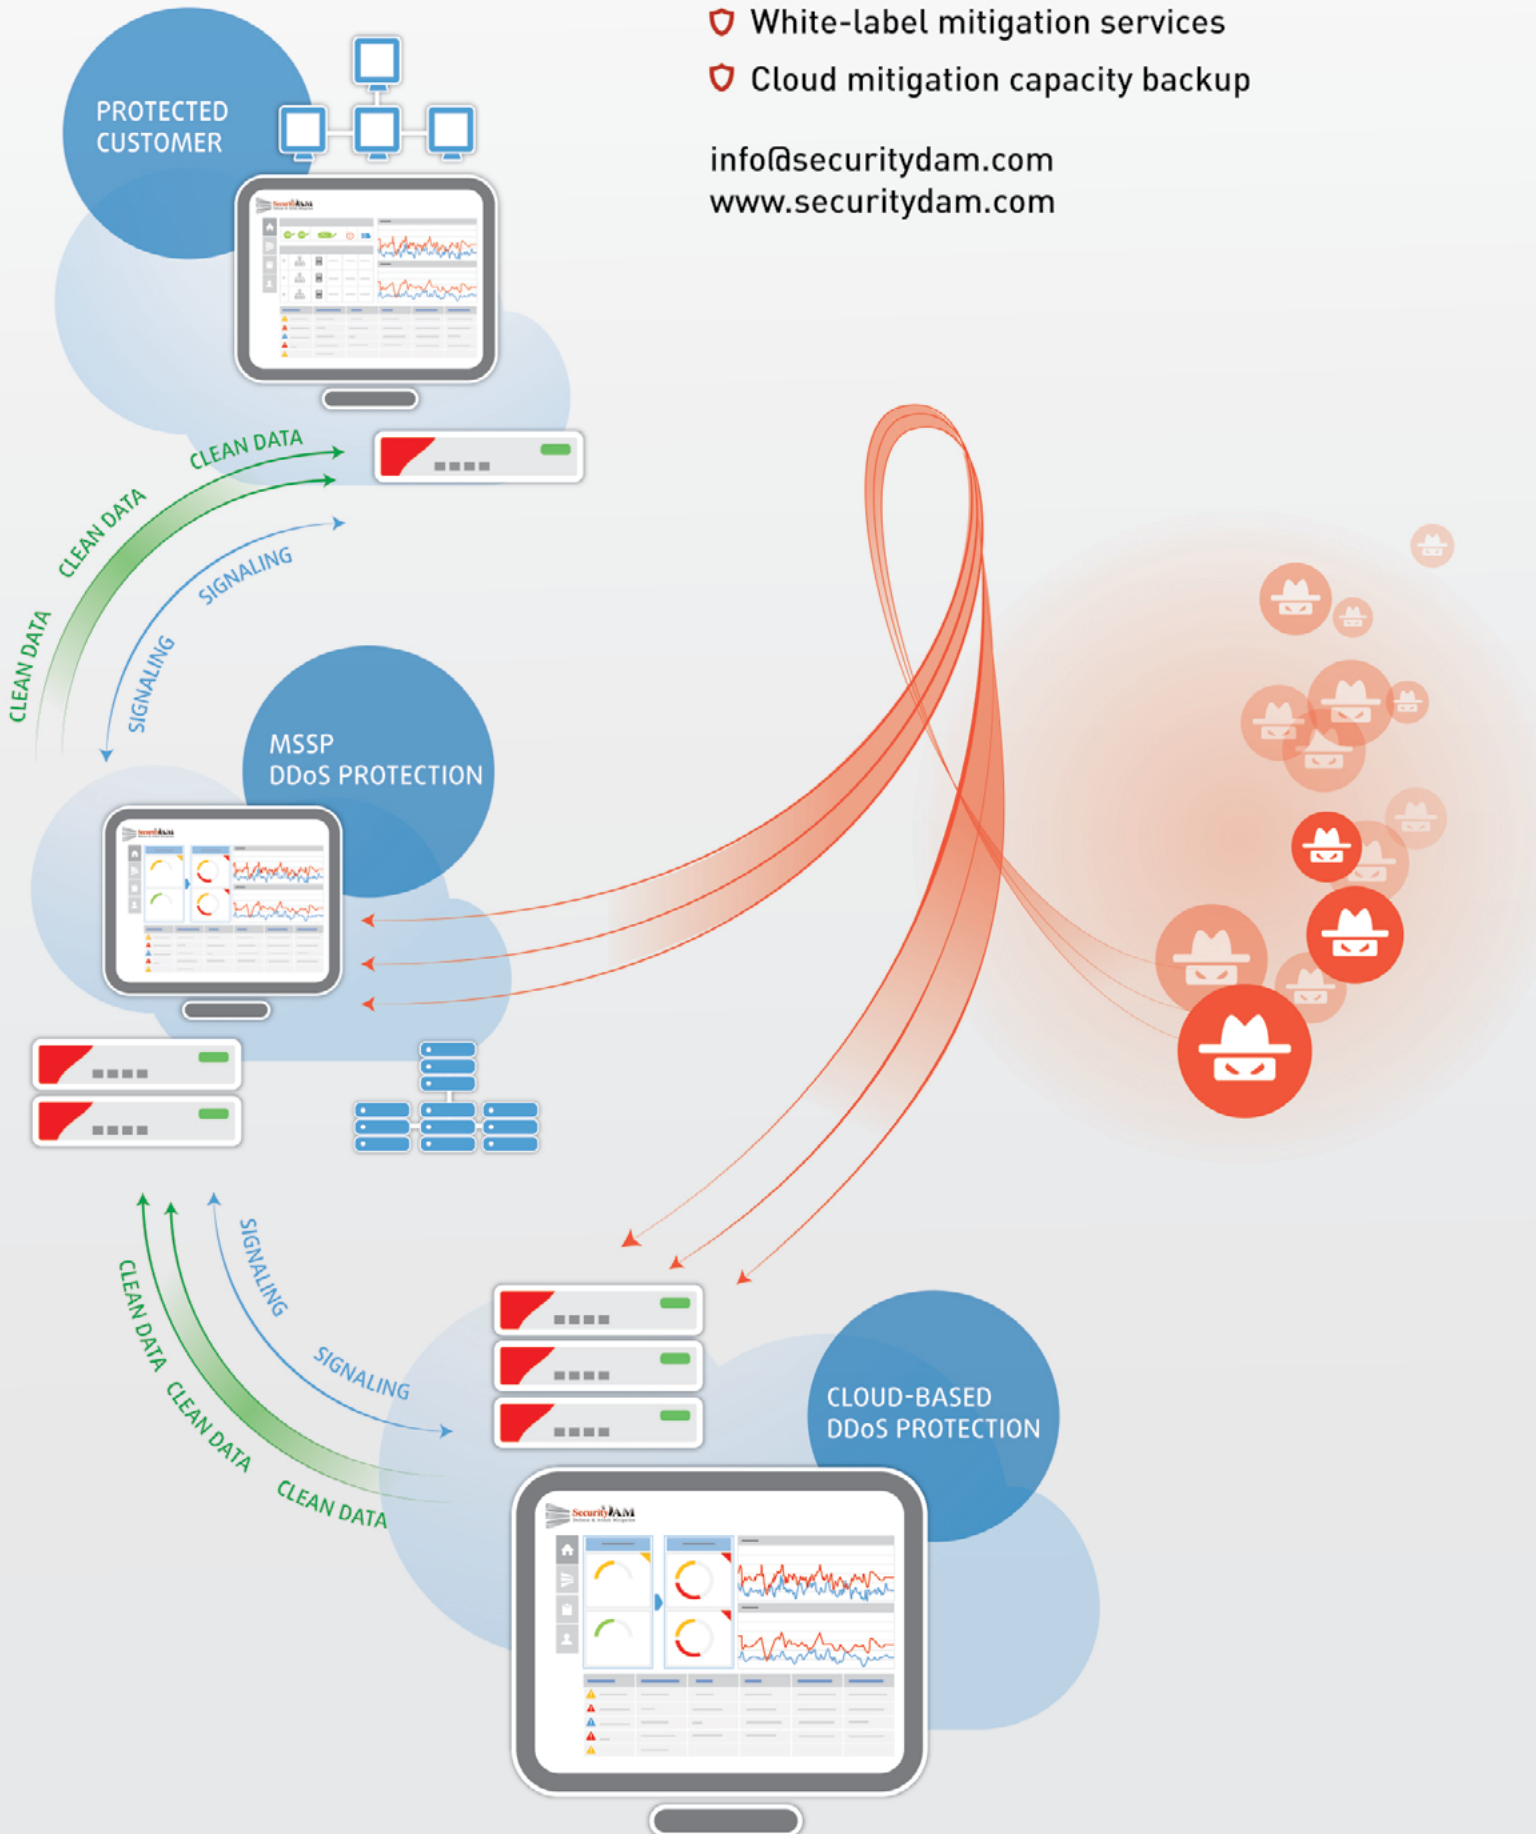 White-label mitigation services
Cloud mitigation capacity backup
info@securitydam.com
www.securitydam.com
PROTECTED
CUSTOMER
CLEAN DATA
CLEAN DATA
CLEAN DATA
SIGNALING
SIGNALING
MSSP
DDoS PROTECTION
SIGNALING
SIGNALING
CLEAN DATA
CLEAN DATA
CLEAN DATA
CLOUD-BASED
DDoS PROTECTION
SecurityDAM